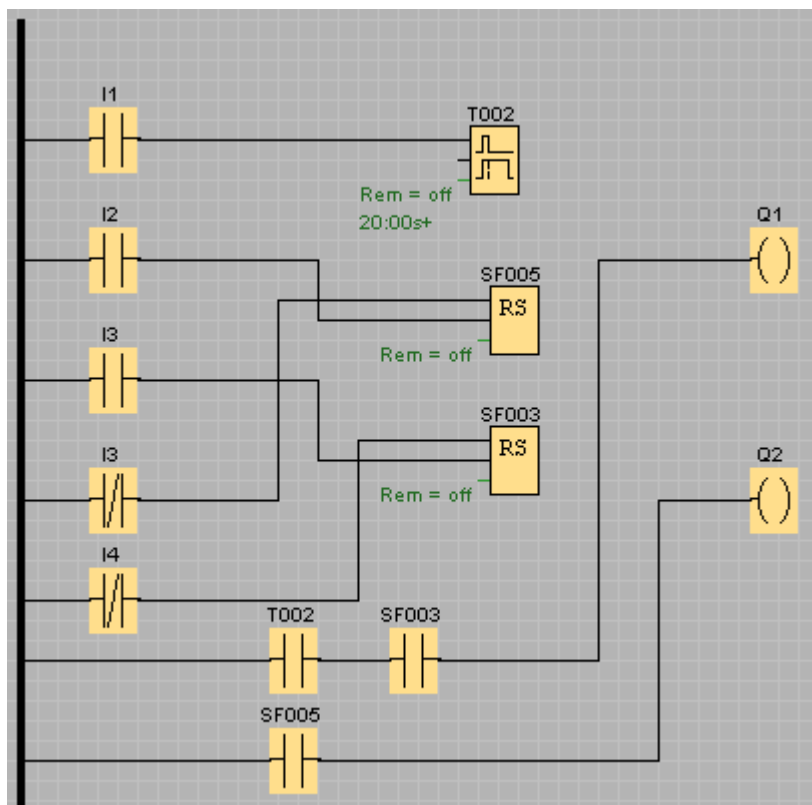 I1
T002
Rem = off
20:00s+
I2
Q1
SF005
RS
Rem = off
I3
SF003
RS
I3
Q2
Rem = off
I4
T002
SF003
SF005